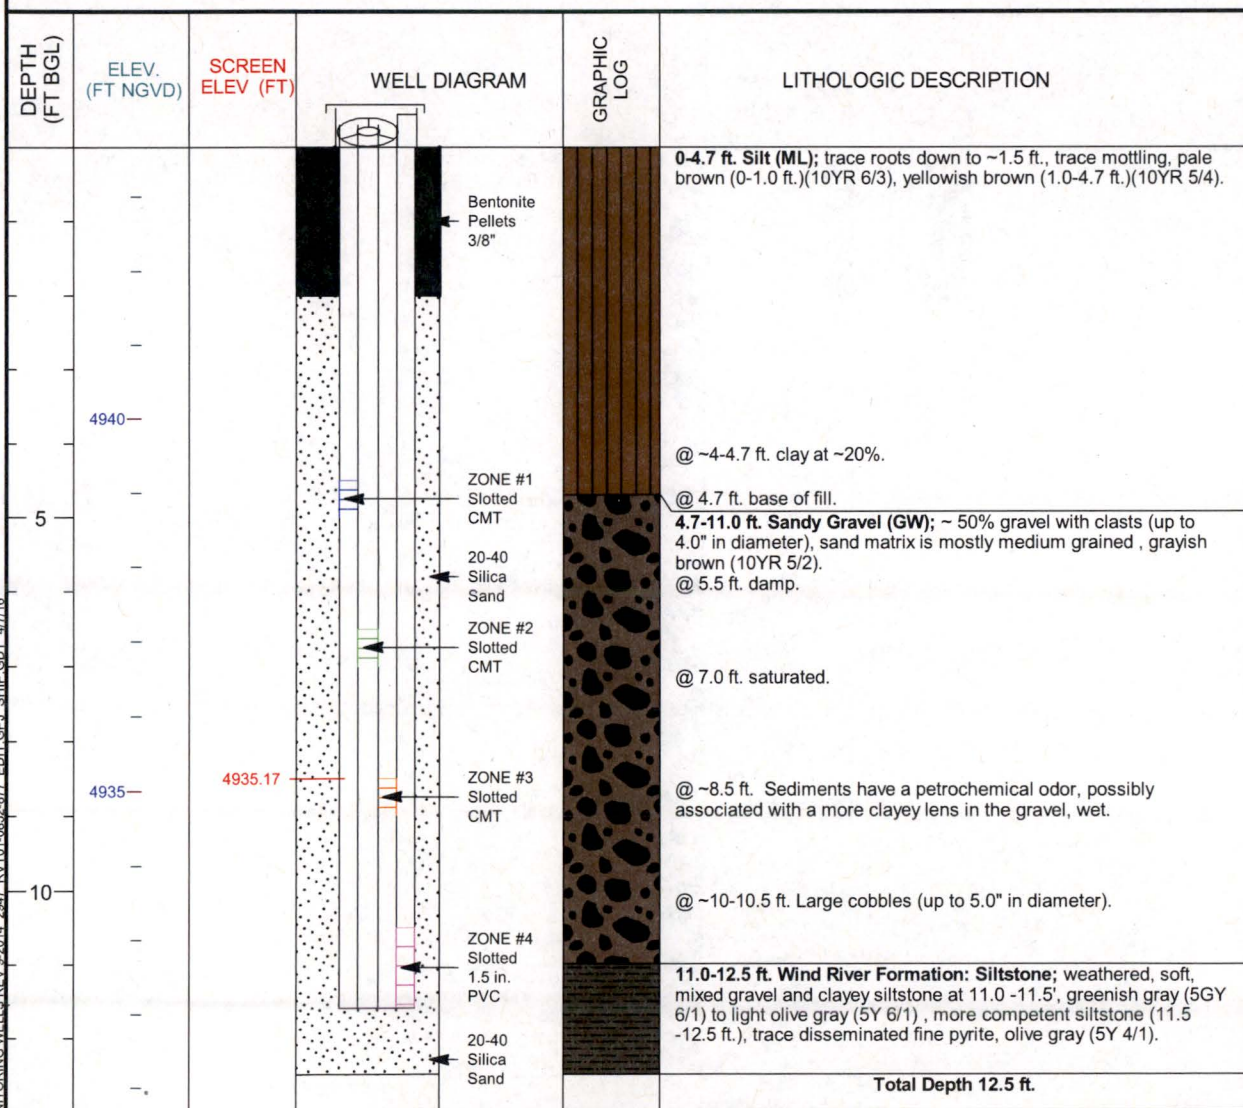 DEPTH
(FT BGL)
ELEV.
(FT NGVD)
SCREEN
ELEV (FT)
WELL DIAGRAM
GRAPHIC
LOG
LITHOLOGIC DESCRIPTION
0-4.7 ft. Silt (ML); trace roots down to ~1.5 ft., trace mottling, pale
brown (0-1.0 ft.)(10YR 6/3), yellowish brown (1.0-4.7 ft.)(10YR 5/4).
Bentonite
Pellets
3/8"
4940
@ ~4-4.7 ft. clay at ~20%.
ZONE #1
Slotted
CMT
@ 4.7 ft. base of fill.
5
4.7-11.0 ft. Sandy Gravel (GW); ~ 50% gravel with clasts (up to
4.0" in diameter), sand matrix is mostly medium grained , grayish
brown (10YR 5/2).
@ 5.5 ft. damp.
20-40
Silica
Sand
ZONE #2
Slotted
CMT
@ 7.0 ft. saturated.
4935.17
4935
ZONE #3
Slotted
CMT
@ ~8.5 ft. Sediments have a petrochemical odor, possibly
associated with a more clayey lens in the gravel, wet.
10
@ ~10-10.5 ft. Large cobbles (up to 5.0" in diameter).
ZONE #4
Slotted
1.5 in.
PVC
11.0-12.5 ft. Wind River Formation: Siltstone; weathered, soft,
mixed gravel and clayey siltstone at 11.0 -11.5', greenish gray (5GY
6/1) to light olive gray (5Y 6/1) , more competent siltstone (11.5
-12.5 ft.), trace disseminated fine pyrite, olive gray (5Y 4/1).
20-40
Silica
Sand
Total Depth 12.5 ft.